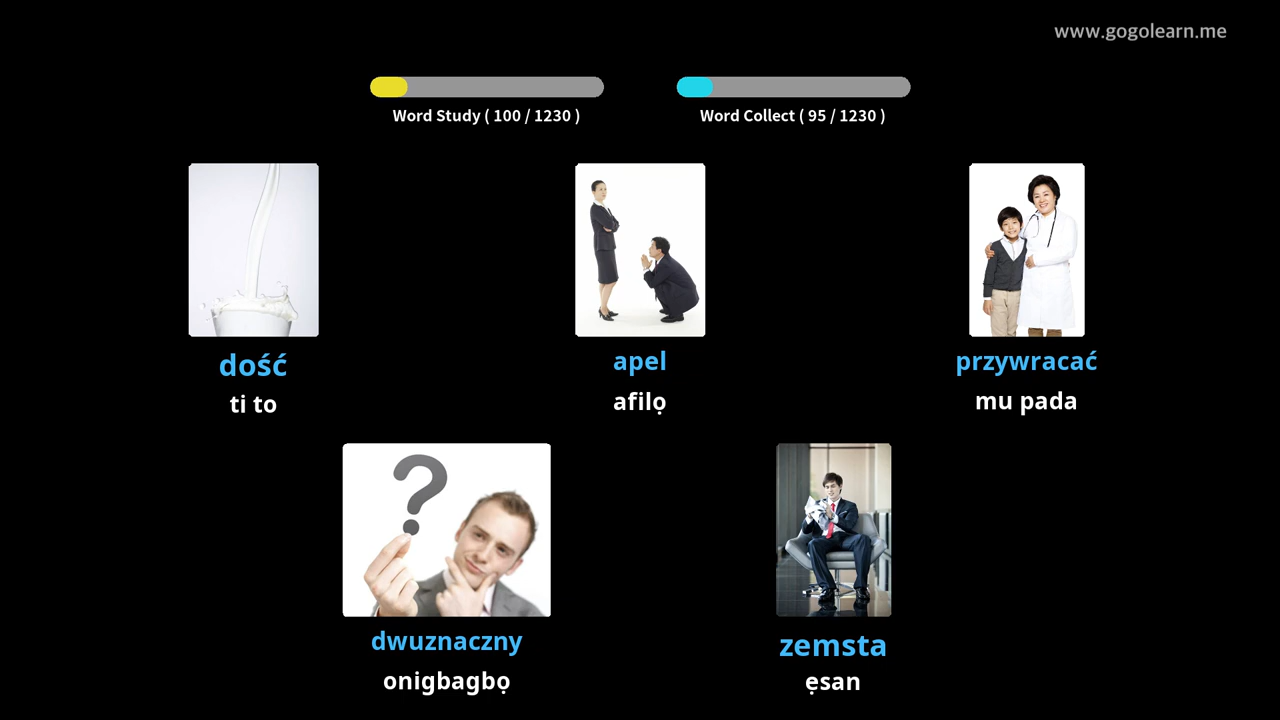 www.gogolearn.me
Word Study ( 100 / 1230 )
Word Collect ( 95 / 1230 )
dość
ti to
apel
afilọ
przywracać
mu pada
dwuznaczny
onigbagbọ
zemsta
ẹsan